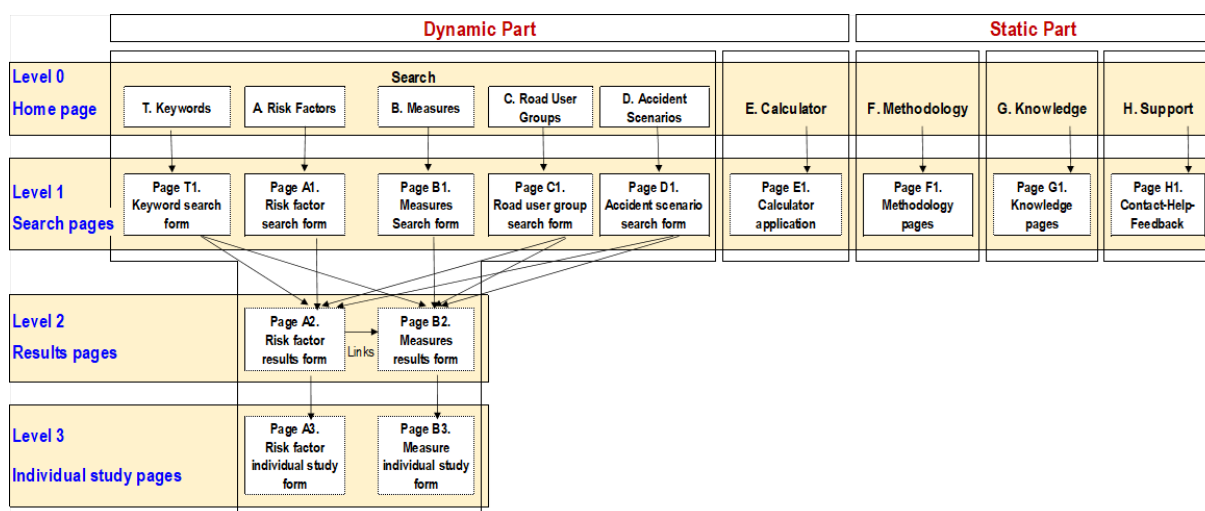 Dynamic Part
Static Part
Level 0
Home page
Search
T. Keywords
A. Risk Factors
B. Measures
C. Road User
Groups
D. Accident
Scenarios
E. Calculator
F. Methodology
G. Knowledge
H. Support
Level 1
Search pages
Page T1.
Keyword search
form
Page A1.
Risk factor
search form
Page B1.
Measures
Search form
Page C1.
Road user group
search form
Page D1.
Accident scenario
search form
Page E1.
Calculator
application
Page F1.
Methodology
pages
Page G1.
Knowledge
pages
Page H1.
Contact-Help-
Feedback
Level 2
Results pages
Page A2.
Risk factor
results form
Links
Page B2.
Measures
results form
Level 3
Individual study pages
Page A3.
Risk factor
individual study
form
Page B3.
Measure
individual study
form